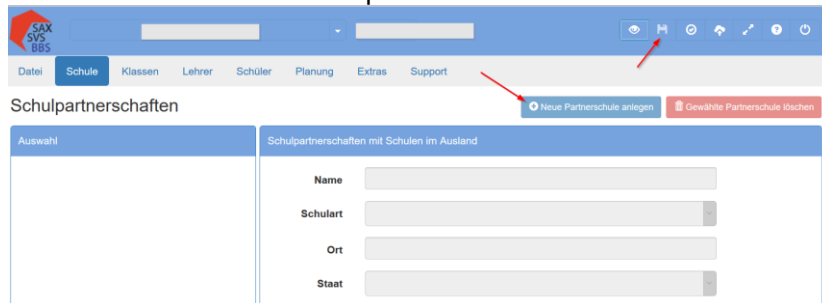 SAX
SVS
BBS
Datei Schule Klassen Lehrer Schüler Planung Extras Support
Schulpartnerschaften
Neue Partnerschule anlegen Gewählte Partnerschule löschen
Auswahl
Schulpartnerschaften mit Schulen im Ausland
Name
Schulart
Ort
Staat